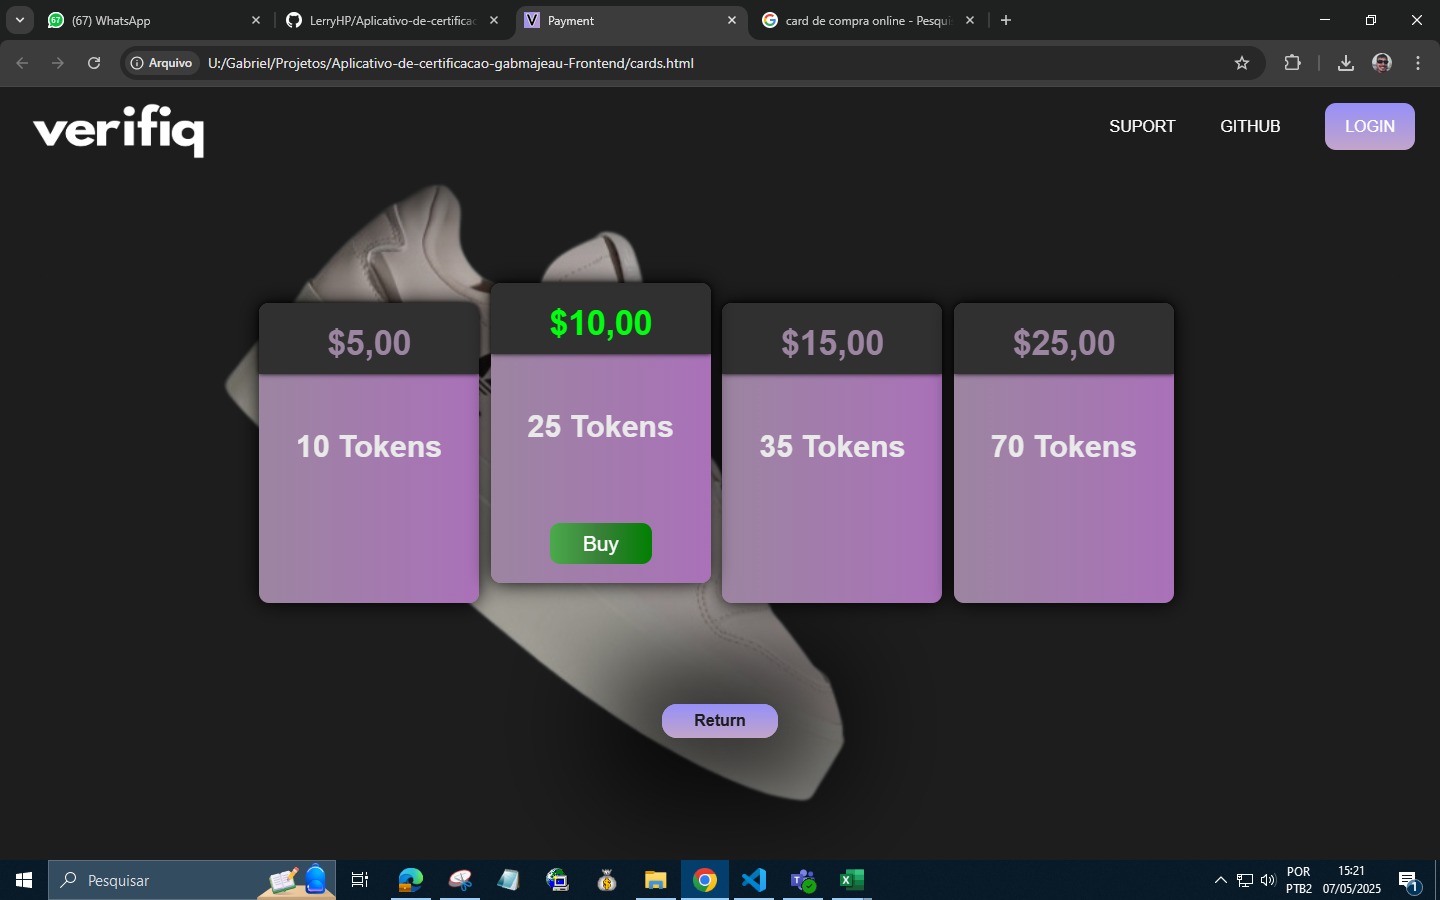 (67) WhatsApp
LerryHP/Aplicativo-de-certificac
Payment
card de compra online - Pesqui
Arquivo
U:/Gabriel/Projetos/Aplicativo-de-certificacao-gabmajeau-Frontend/cards.html
verifiq
SUPORT
GITHUB
LOGIN
$5,00
10 Tokens
$10,00
25 Tokens
Buy
$15,00
35 Tokens
$25,00
70 Tokens
Return
Pesquisar
POR
PTB2
15:21
07/05/2025
1